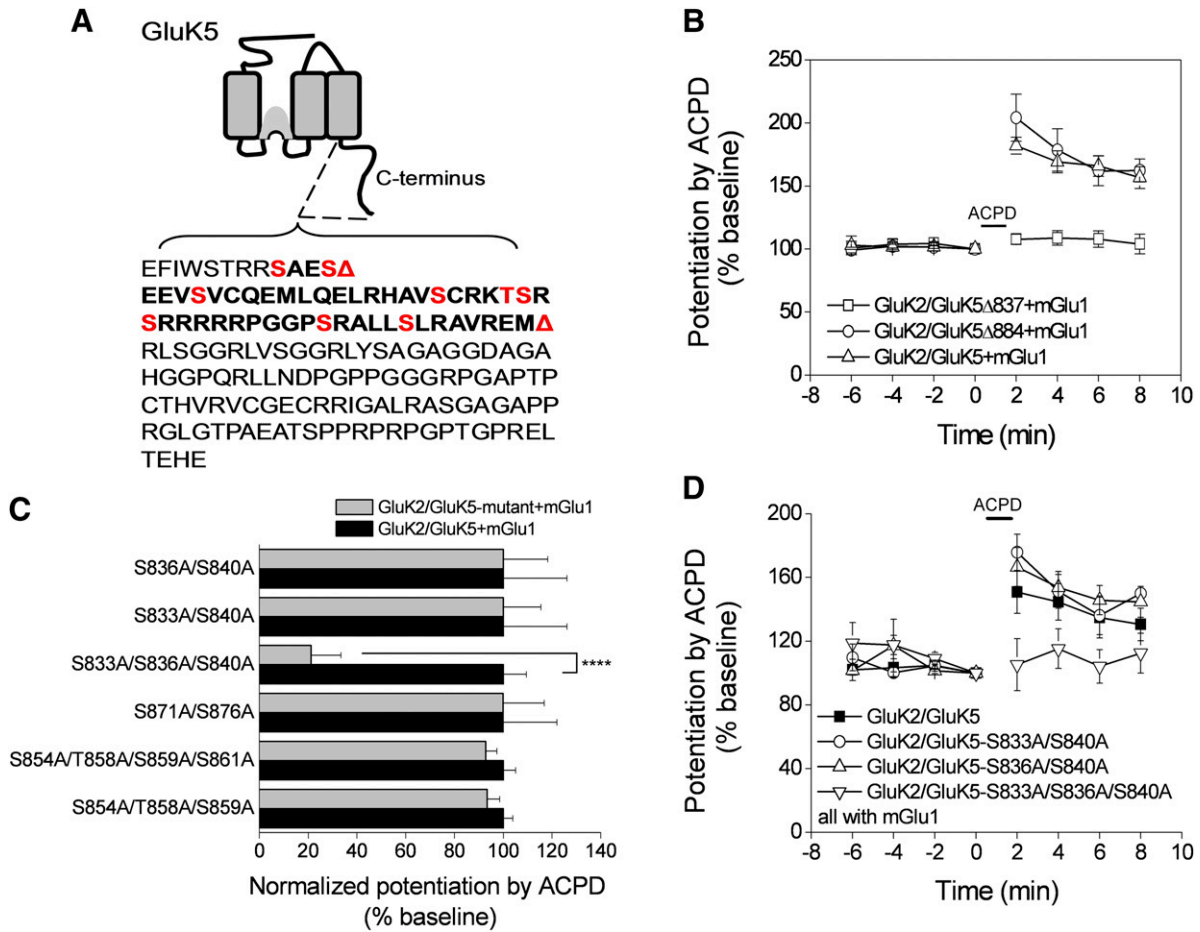 A
GluK5
C-terminus
EFIWSTRRSAESΔ
EEVSVCQEMLQELRHAVSCRKTSR
SRRRRRPGGPSRALLSLRAVREMΔ
RLSGGRLVSGGRLYSAGAGGDAGA
HGGPQRLLNDPGPPGGGRPGAPTP
CTHVRVCGECRRIGALRASGAGAPP
RGLGTPAEATSPPRPRPGPTGPREL
TEHE
B
Potentiation by ACPD
(% baseline)
250
200
150
100
50
0
ACPD
GluK2/GluK5Δ837+mGlu1
GluK2/GluK5Δ884+mGlu1
GluK2/GluK5+mGlu1
-8 -6 -4 -2 0 2 4 6 8 10
Time (min)
C
GluK2/GluK5-mutant+mGlu1
GluK2/GluK5+mGlu1
S836A/S840A
S833A/S840A
S833A/S836A/S840A
****
S871A/S876A
S854A/T858A/S859A/S861A
S854A/T858A/S859A
0 20 40 60 80 100 120 140
Normalized potentiation by ACPD
(% baseline)
D
Potentiation by ACPD
(% baseline)
200
160
120
80
40
0
ACPD
GluK2/GluK5
GluK2/GluK5-S833A/S840A
GluK2/GluK5-S836A/S840A
GluK2/GluK5-S833A/S836A/S840A
all with mGlu1
-8 -6 -4 -2 0 2 4 6 8 10
Time (min)